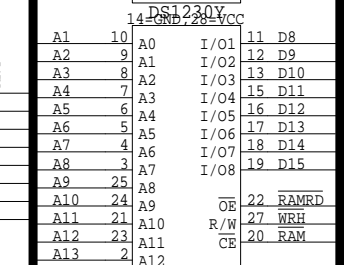 DS1230Y
14=GND,28=VCC
A1 10 A0 I/O1 11 D8
A2 9 A1 I/O2 12 D9
A3 8 A2 I/O3 13 D10
A4 7 A3 I/O4 15 D11
A5 6 A4 I/O5 16 D12
A6 5 A5 I/O6 17 D13
A7 4 A6 I/O7 18 D14
A8 3 A7 I/O8 19 D15
A9 25 A8
A10 24 A9 OE 22 RAMRD
A11 21 A10 R/W 27 WRH
A12 23 A11 CE 20 RAM
A13 2 A12